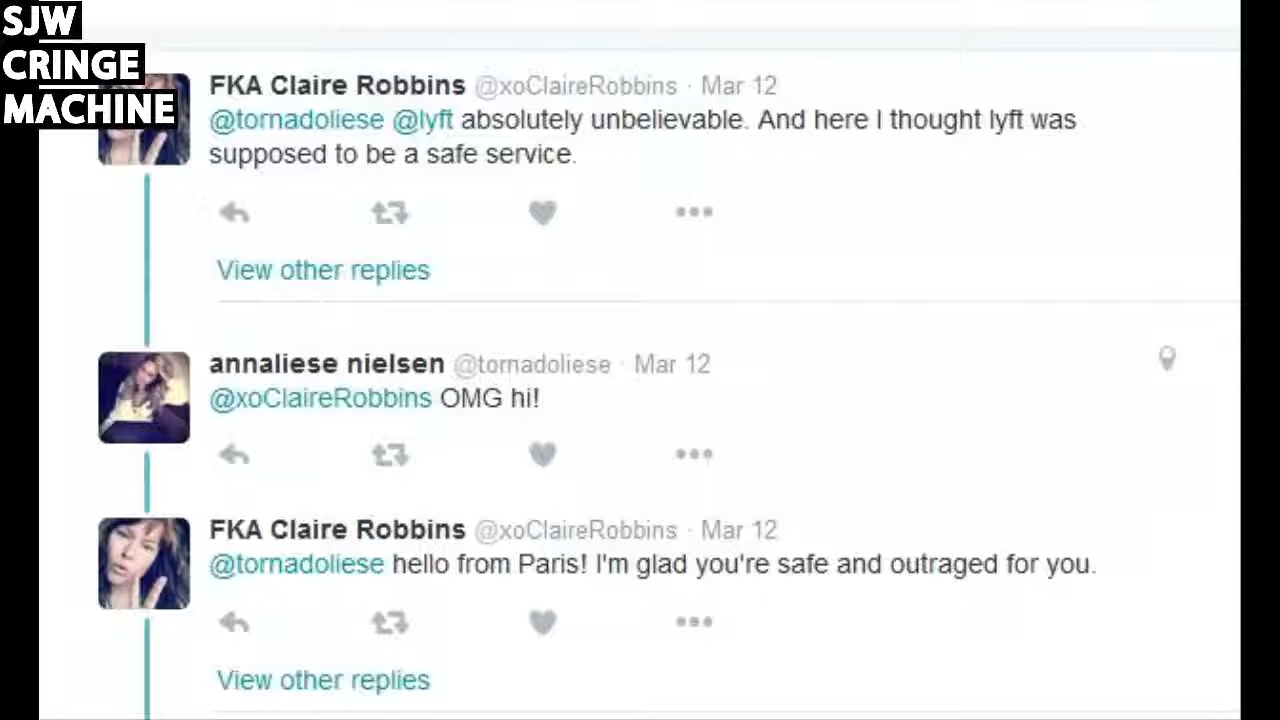 SJW
CRINGE
MACHINE
FKA Claire Robbins @xoClaireRobbins · Mar 12
@tornadoliese @lyft absolutely unbelievable. And here I thought lyft was
supposed to be a safe service.
View other replies
annaliese nielsen @tornadoliese · Mar 12
@xoClaireRobbins OMG hi!
FKA Claire Robbins @xoClaireRobbins · Mar 12
@tornadoliese hello from Paris! I'm glad you're safe and outraged for you.
View other replies